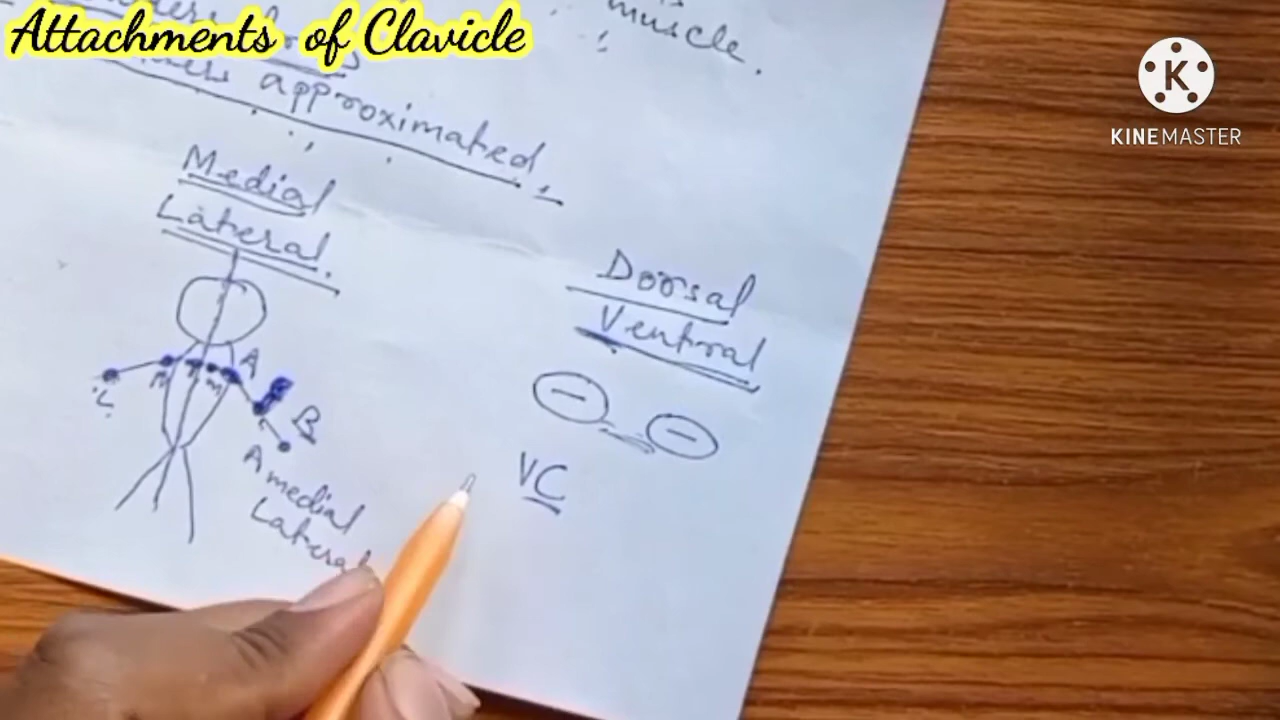 Attachments of Clavicle
muscle.
approximated.
Medial
Lateral.
Dorsal
Ventral
A
M
M
L
B
VC
A medial
Lateral
KINEMASTER